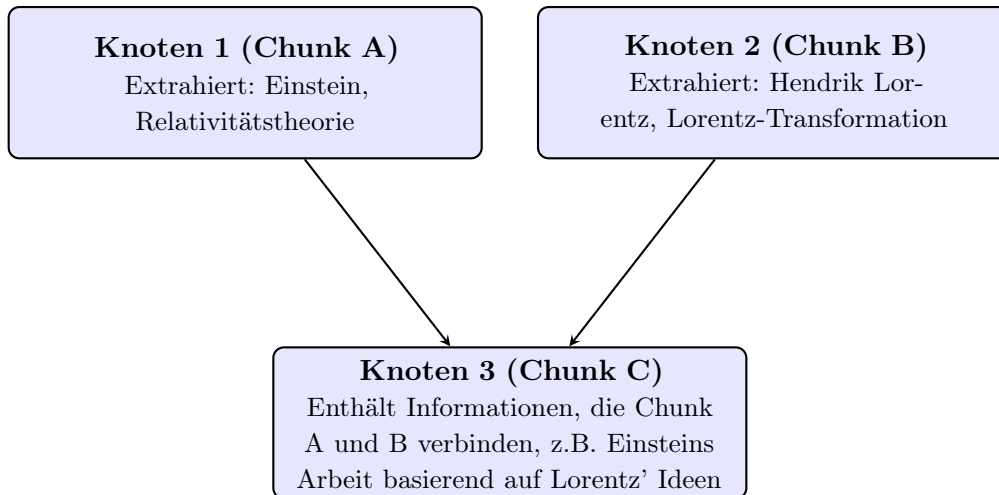 Knoten 1 (Chunk A)
Extrahiert: Einstein,
Relativitätstheorie
Knoten 2 (Chunk B)
Extrahiert: Hendrik Lor-
entz, Lorentz-Transformation
Knoten 3 (Chunk C)
Enthält Informationen, die Chunk
A und B verbinden, z.B. Einsteins
Arbeit basierend auf Lorentz’ Ideen